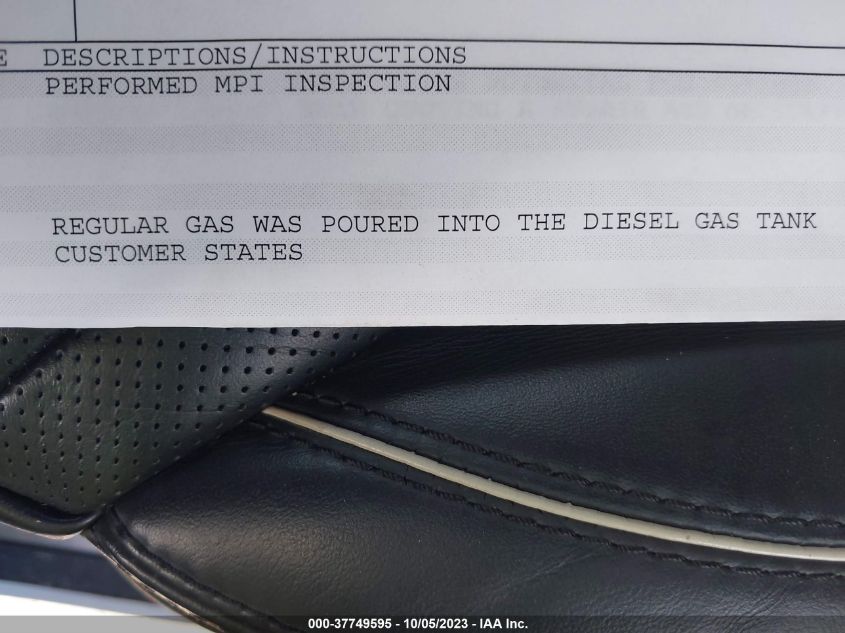 E DESCRIPTIONS/INSTRUCTIONS
PERFORMED MPI INSPECTION
REGULAR GAS WAS POURED INTO THE DIESEL GAS TANK
CUSTOMER STATES
000-37749595 - 10/05/2023 - IAA Inc.